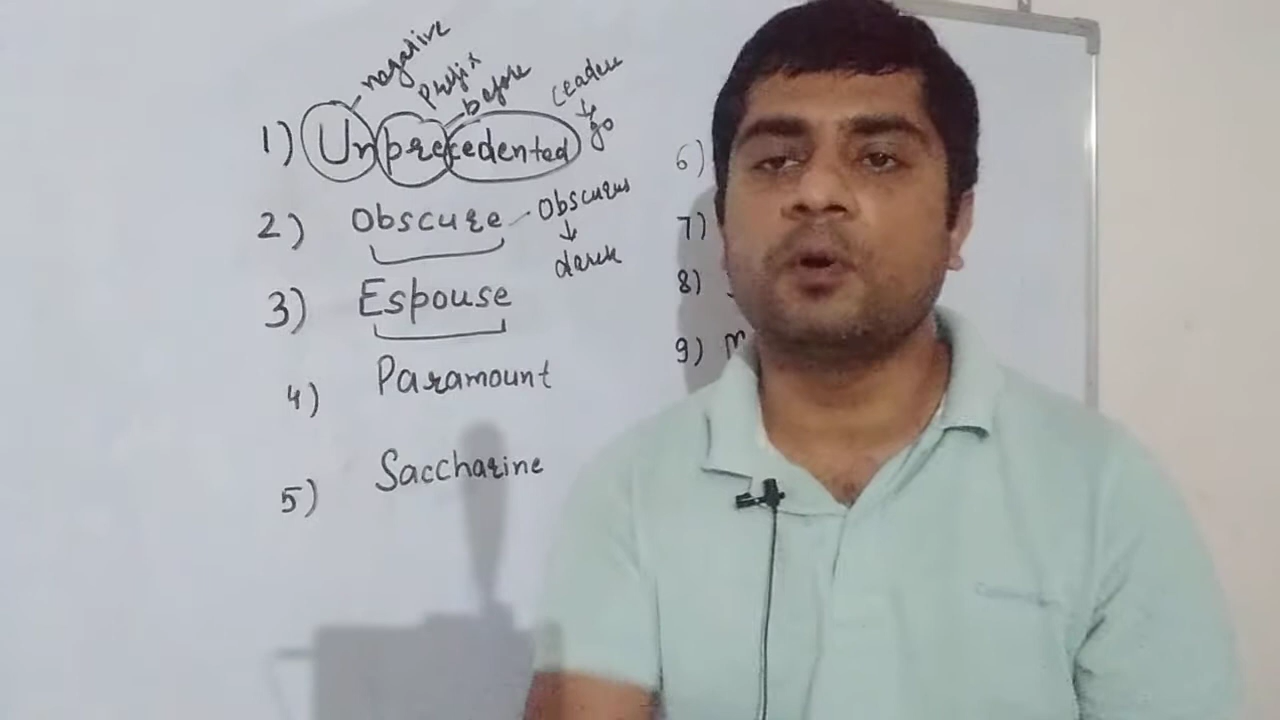 negative
prefix
before
ceadere
↓
go
1) Unprecedented
2) Obscure - Obscurus
↓
dark
3) Espouse
4) Paramount
5) Saccharine
6)
7)
8)
9) m